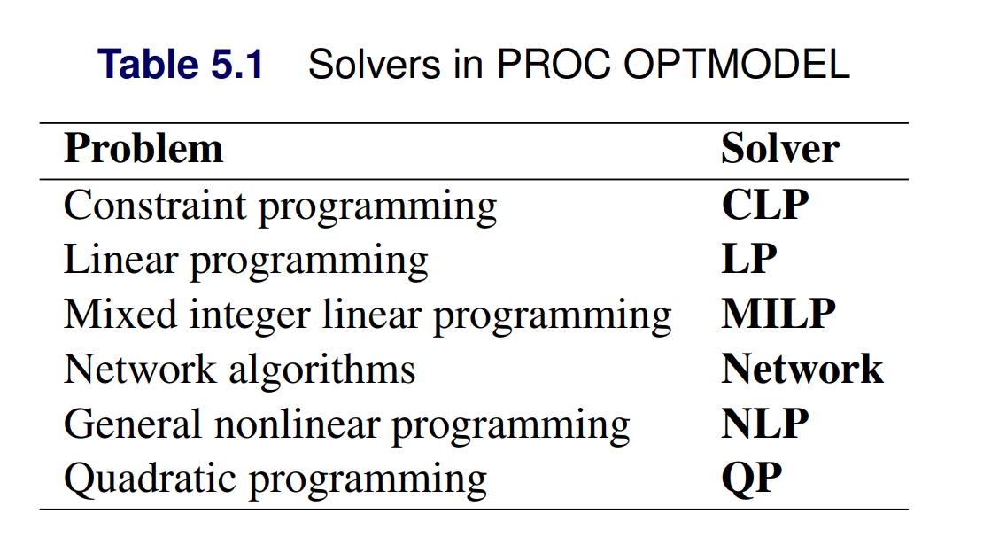 Table 5.1 Solvers in PROC OPTMODEL
Problem Solver
Constraint programming CLP
Linear programming LP
Mixed integer linear programming MILP
Network algorithms Network
General nonlinear programming NLP
Quadratic programming QP